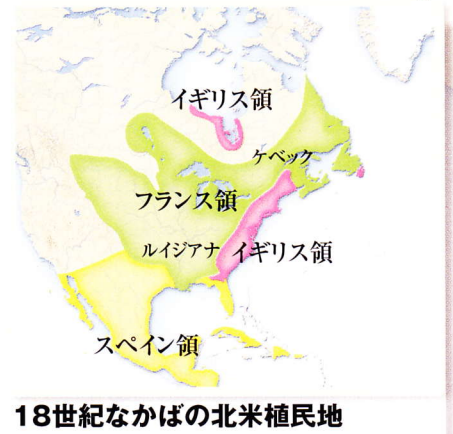 イギリス領
ケベック
フランス領
ルイジアナ
イギリス領
スペイン領
18世紀なかばの北米植民地